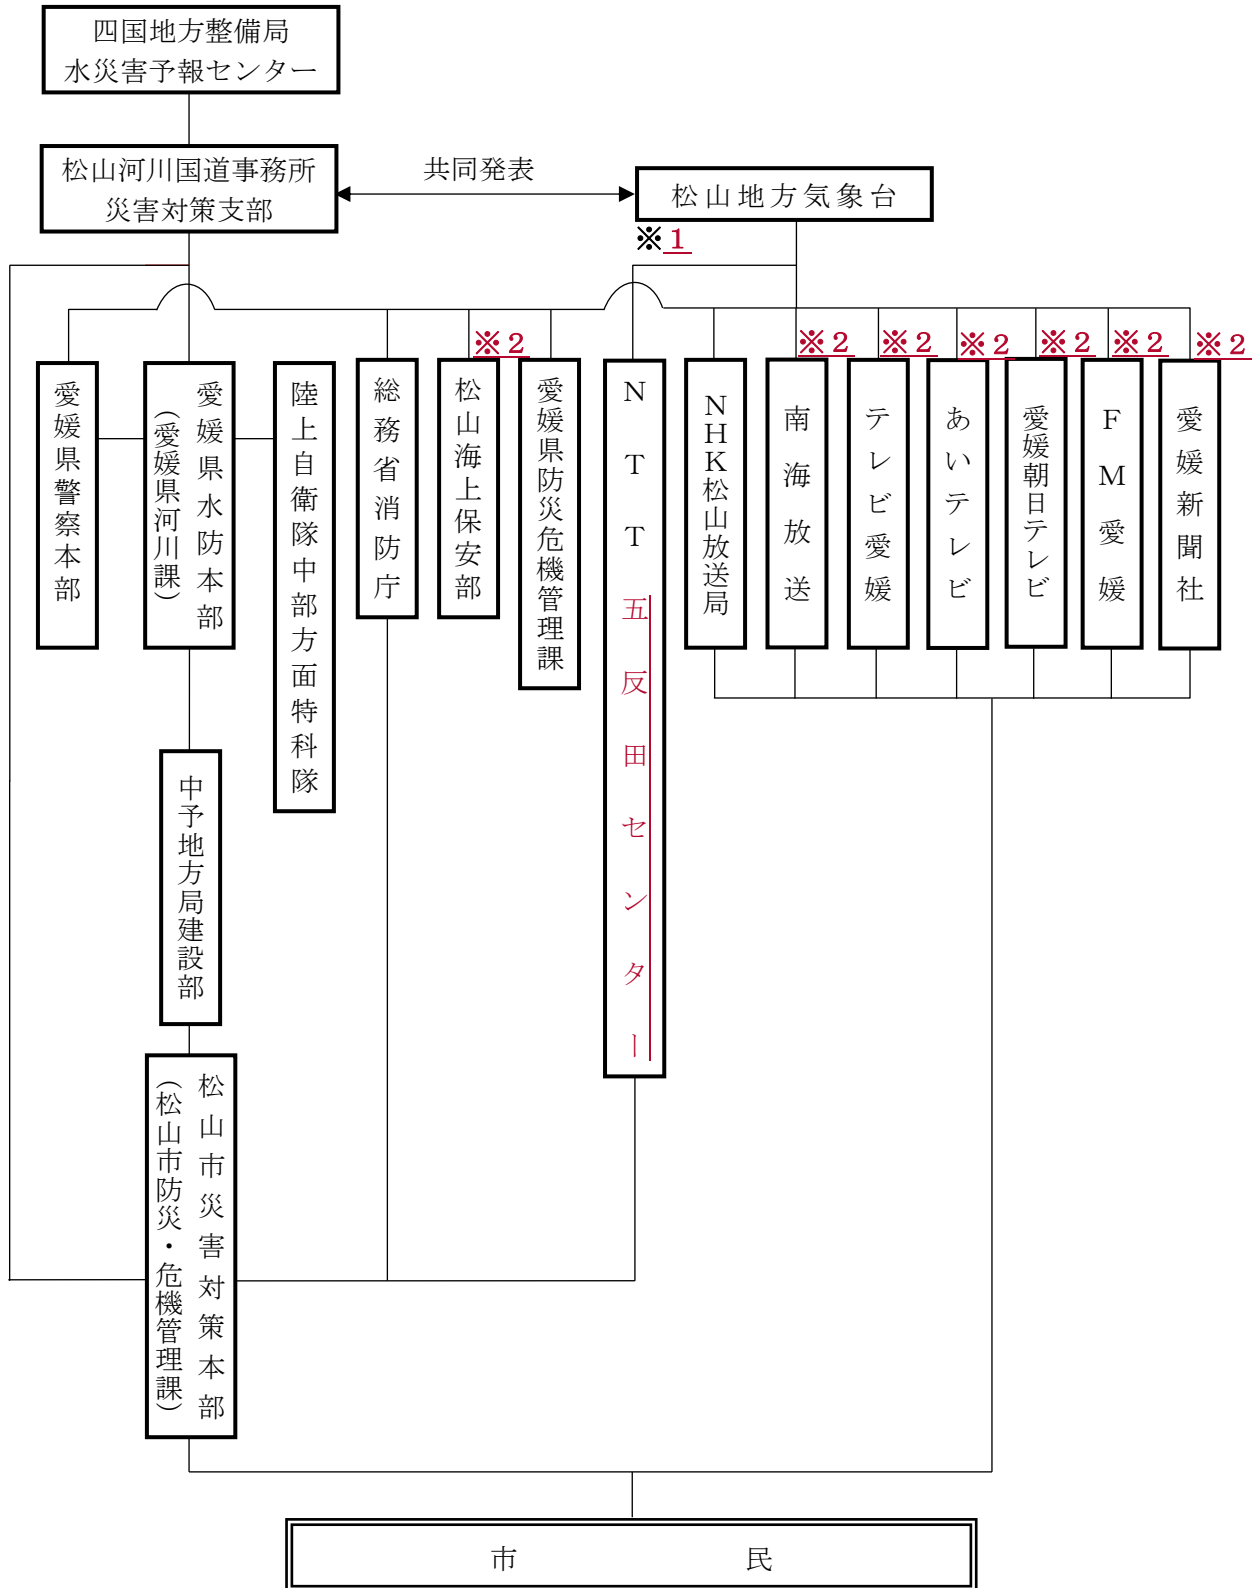 四国地方整備局
水災害予報センター
松山河川国道事務所
災害対策支部
共同発表
松山地方気象台
※1
※2
※2
※2
※2
※2
※2
※2
愛媛県警察本部
愛媛県水防本部
(愛媛県河川課)
陸上自衛隊中部方面特科隊
総務省消防庁
松山海上保安部
愛媛県防災危機管理課
NTT五反田センター
NHK松山放送局
南海放送
テレビ愛媛
あいテレビ
愛媛朝日テレビ
FM愛媛
愛媛新聞社
中予地方局建設部
松山市災害対策本部
(松山市防災・危機管理課)
市民